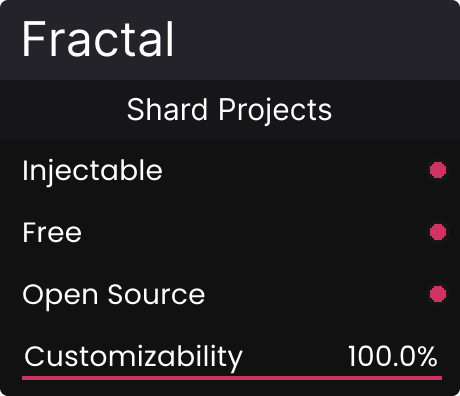 Fractal
Shard Projects
Injectable
Free
Open Source
Customizability 100.0%